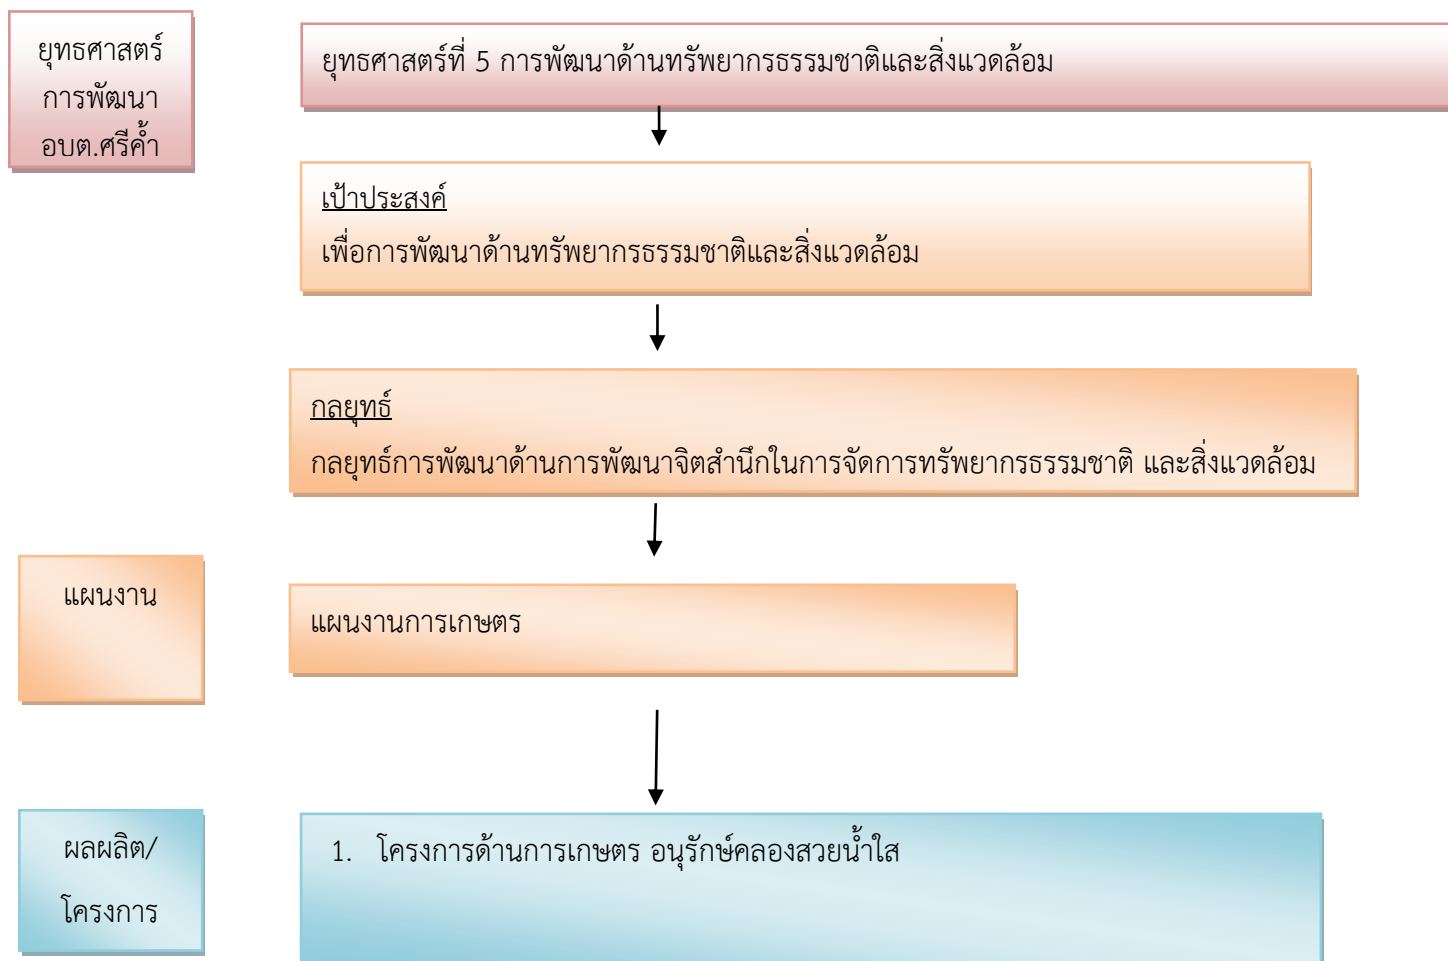 ยุทธศาสตร์
การพัฒนา
อบต.ศรีค้ำ
ยุทธศาสตร์ที่ 5 การพัฒนาด้านทรัพยากรธรรมชาติและสิ่งแวดล้อม
เป้าประสงค์
เพื่อการพัฒนาด้านทรัพยากรธรรมชาติและสิ่งแวดล้อม
กลยุทธ์
กลยุทธ์การพัฒนาด้านการพัฒนาจิตสำนึกในการจัดการทรัพยากรธรรมชาติ และสิ่งแวดล้อม
แผนงาน
แผนงานการเกษตร
ผลผลิต/
โครงการ
1. โครงการด้านการเกษตร อนุรักษ์คลองสวยน้ำใส